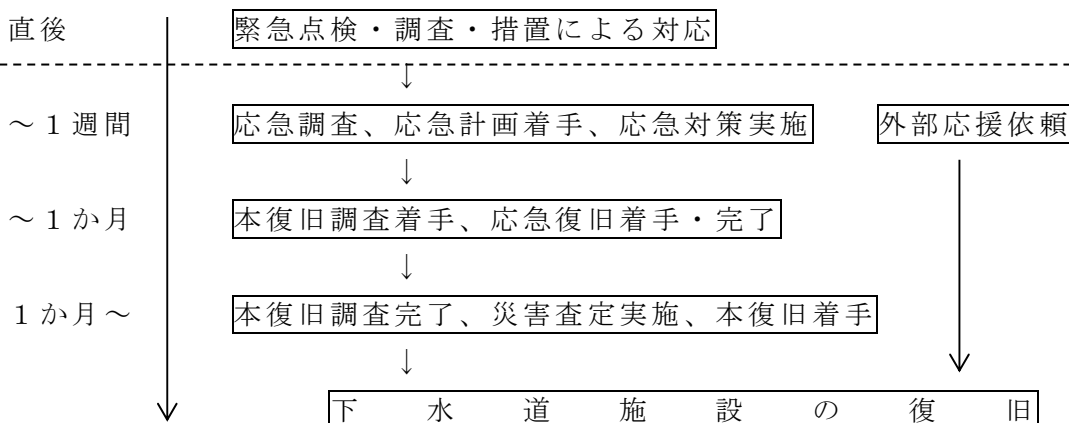 直後 緊急点検・調査・措置による対応
↓
～1週間 応急調査、応急計画着手、応急対策実施 外部応援依頼
↓
～1か月 本復旧調査着手、応急復旧着手・完了
↓
1か月～ 本復旧調査完了、災害査定実施、本復旧着手
↓
下水道施設の復旧